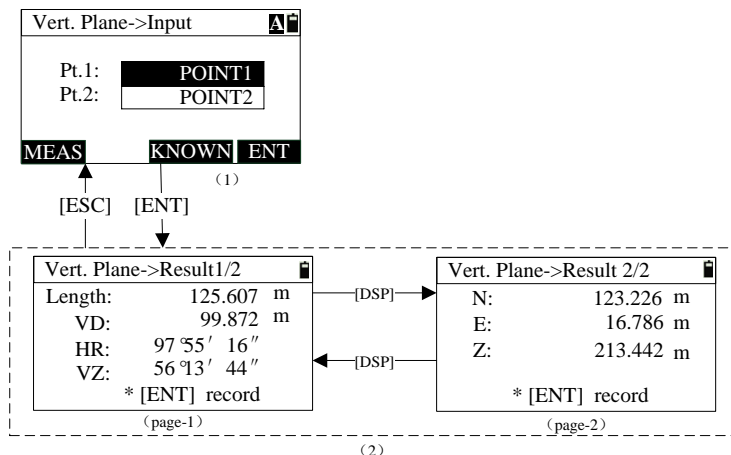 Vert. Plane->Input A
Pt.1: POINT1
Pt.2: POINT2
MEAS KNOWN ENT
(1)
[ESC] [ENT]
Vert. Plane->Result1/2
Length: 125.607 m
VD: 99.872 m
HR: 97°55′ 16″
VZ: 56°13′ 44″
* [ENT] record
(page-1)
[DSP]
[DSP]
Vert. Plane->Result 2/2
N: 123.226 m
E: 16.786 m
Z: 213.442 m
* [ENT] record
(page-2)
(2)